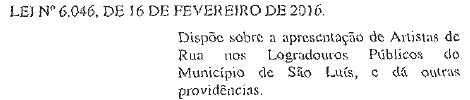 LEI Nº 6.046, DE 16 DE FEVEREIRO DE 2016.
Dispõe sobre a apresentação de Artistas de
Rua nos Logradouros Públicos do
Município de São Luís, e dá outras
providências.